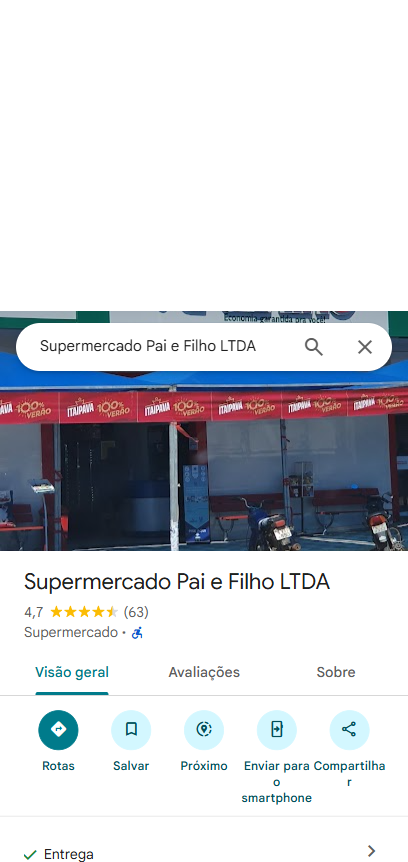 Economia garantida pra você!
Supermercado Pai e Filho LTDA
ITAIPAVA 100% VERÃO ITAIPAVA 100% VERÃO ITAIPAVA 100% VERÃO ITAIPAVA
Supermercado Pai e Filho LTDA
4,7 (63)
Supermercado ·
Visão geral Avaliações Sobre
Rotas Salvar Próximo Enviar para o smartphone Compartilhar
Entrega